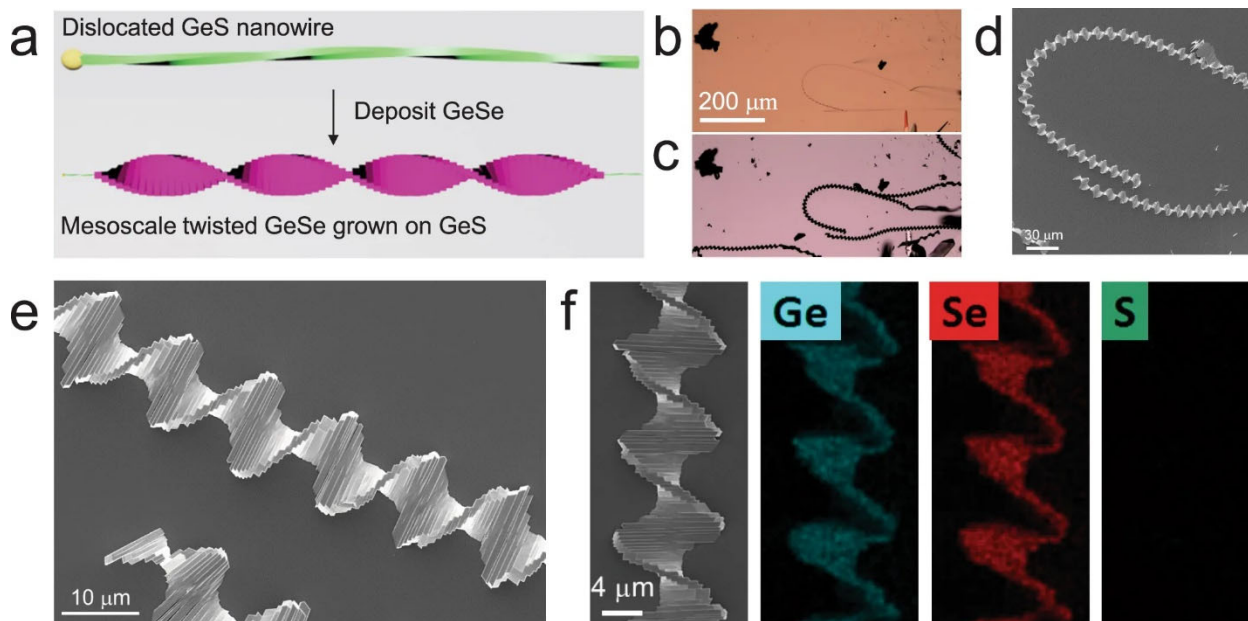 a
Dislocated GeS nanowire
Deposit GeSe
Mesoscale twisted GeSe grown on GeS
b
200 μm
c
d
30 μm
e
10 μm
f
4 μm
Ge
Se
S